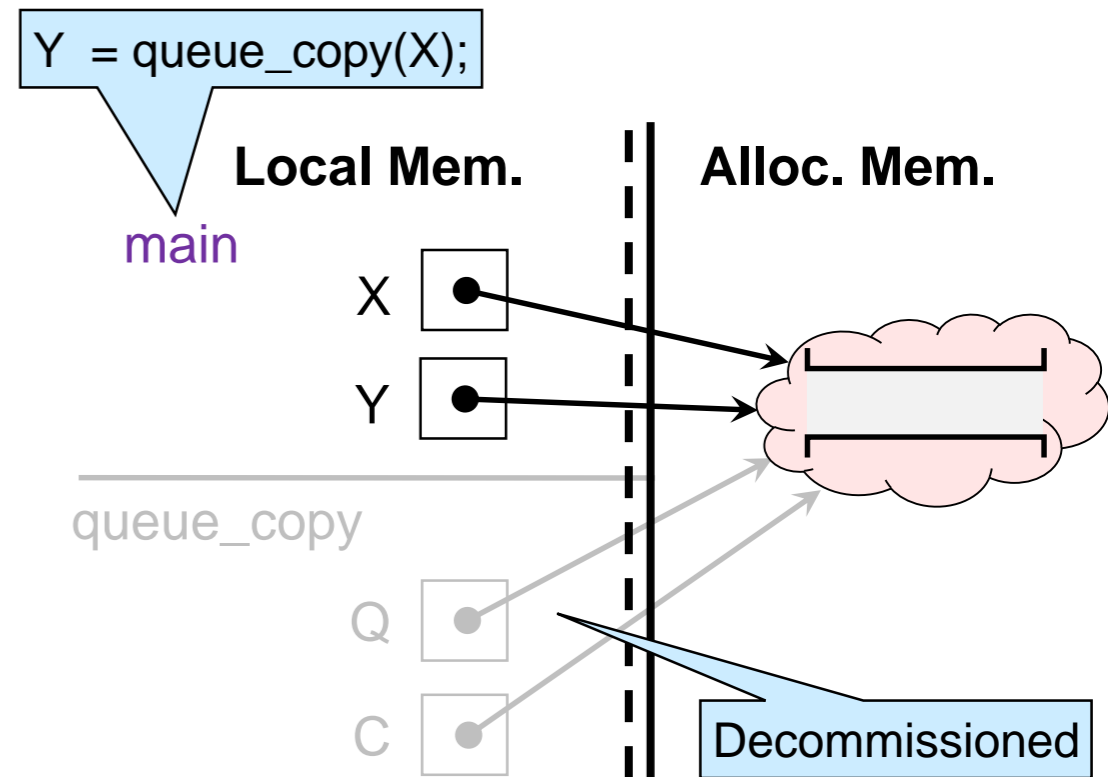 Y = queue_copy(X);
Local Mem.
Alloc. Mem.
main
X
Y
queue_copy
Q
C
Decommissioned